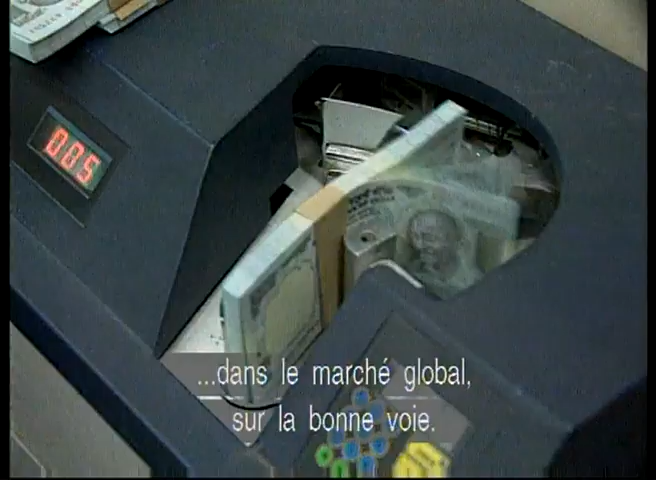 005
...dans le marché global,
sur la bonne voie.